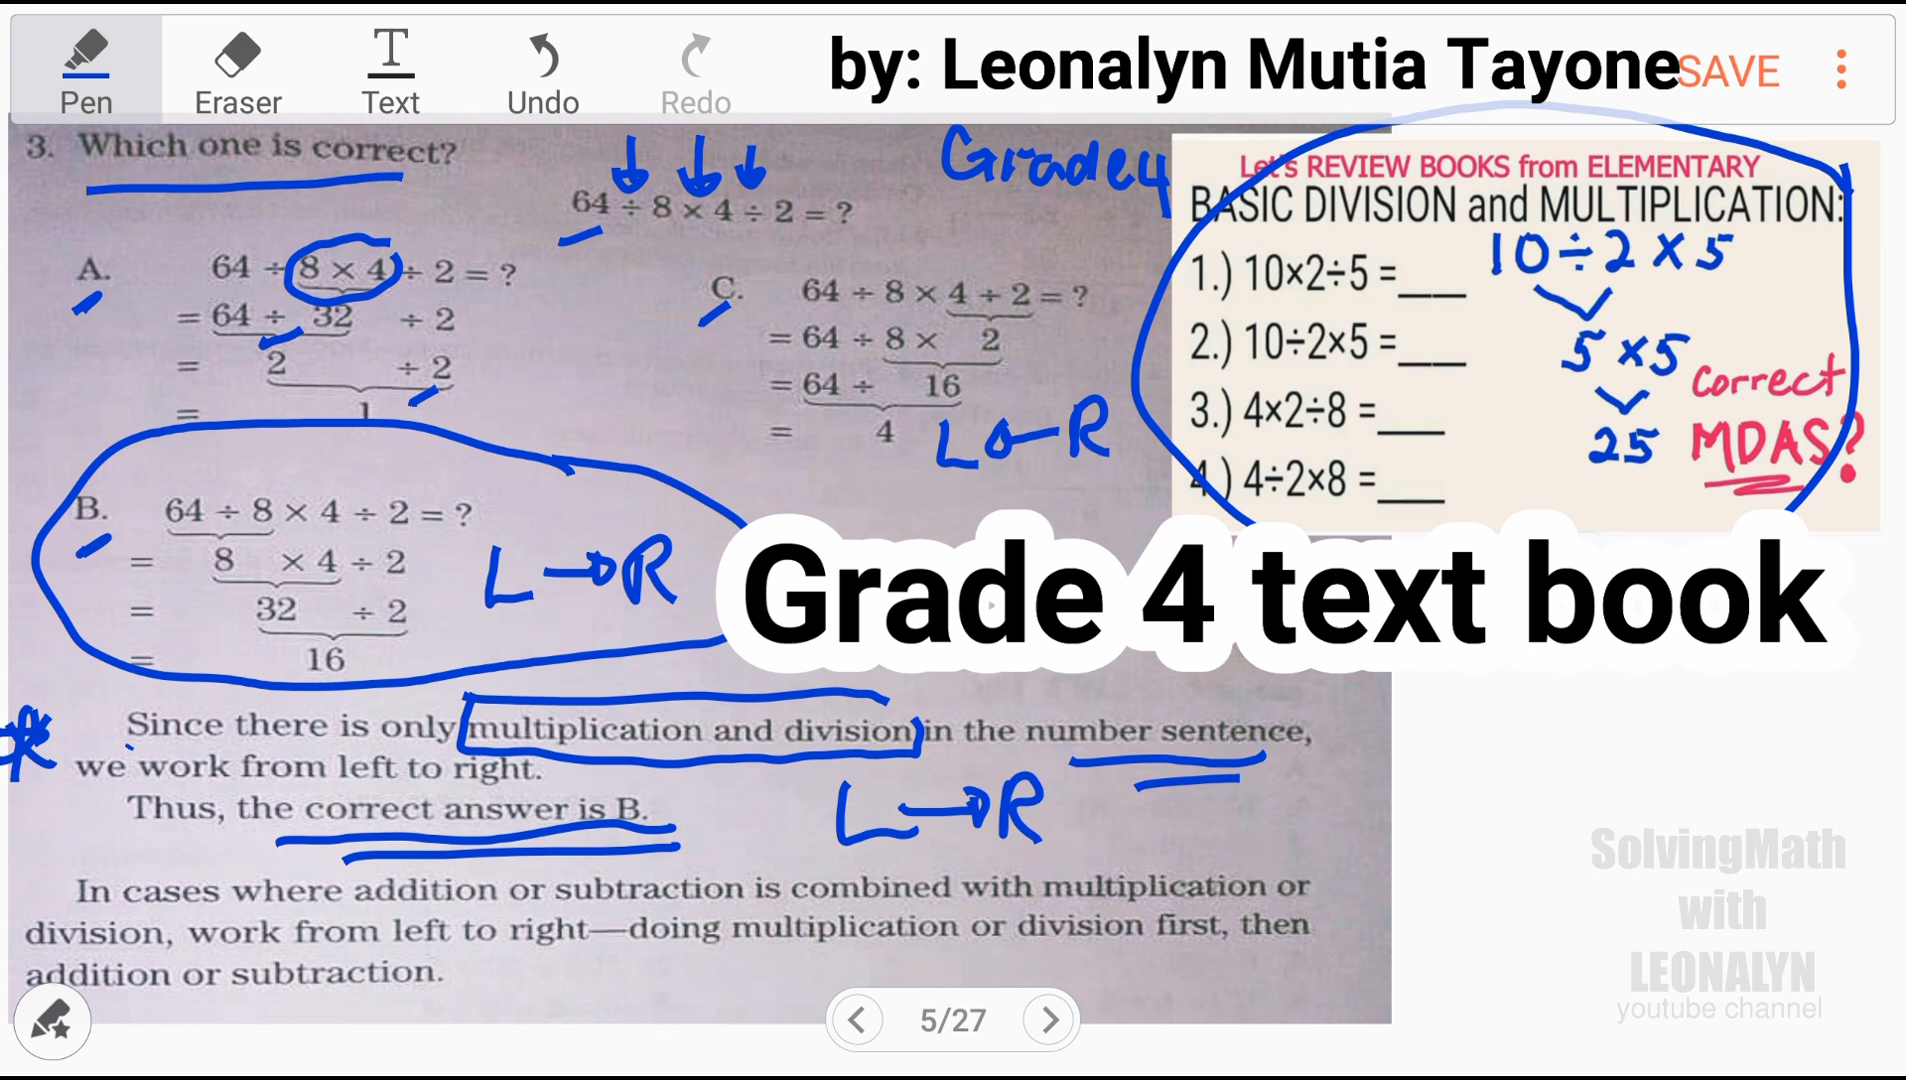 Pen
Eraser
Text
Undo
Redo
by: Leonalyn Mutia Tayone
SAVE
3. Which one is correct?
64 ÷ 8 × 4 ÷ 2 = ?
Grade 4
A. 64 ÷ 8 × 4 ÷ 2 = ?
= 64 ÷ 32 ÷ 2
= 2 ÷ 2
= 1
C. 64 ÷ 8 × 4 ÷ 2 = ?
= 64 ÷ 8 × 2
= 64 ÷ 16
= 4
L ← R
B. 64 ÷ 8 × 4 ÷ 2 = ?
= 8 × 4 ÷ 2
= 32 ÷ 2
= 16
L → R
Let's REVIEW BOOKS from ELEMENTARY
BASIC DIVISION and MULTIPLICATION:
1.) 10×2÷5 =___
2.) 10÷2×5 =___
3.) 4×2÷8 =___
4.) 4÷2×8 =___
10÷2×5
5×5
25
Correct
MDAS?
Grade 4 text book
Since there is only multiplication and division in the number sentence,
we work from left to right.
Thus, the correct answer is B.
L → R
In cases where addition or subtraction is combined with multiplication or
division, work from left to right—doing multiplication or division first, then
addition or subtraction.
5/27
SolvingMath
with
LEONALYN
youtube channel